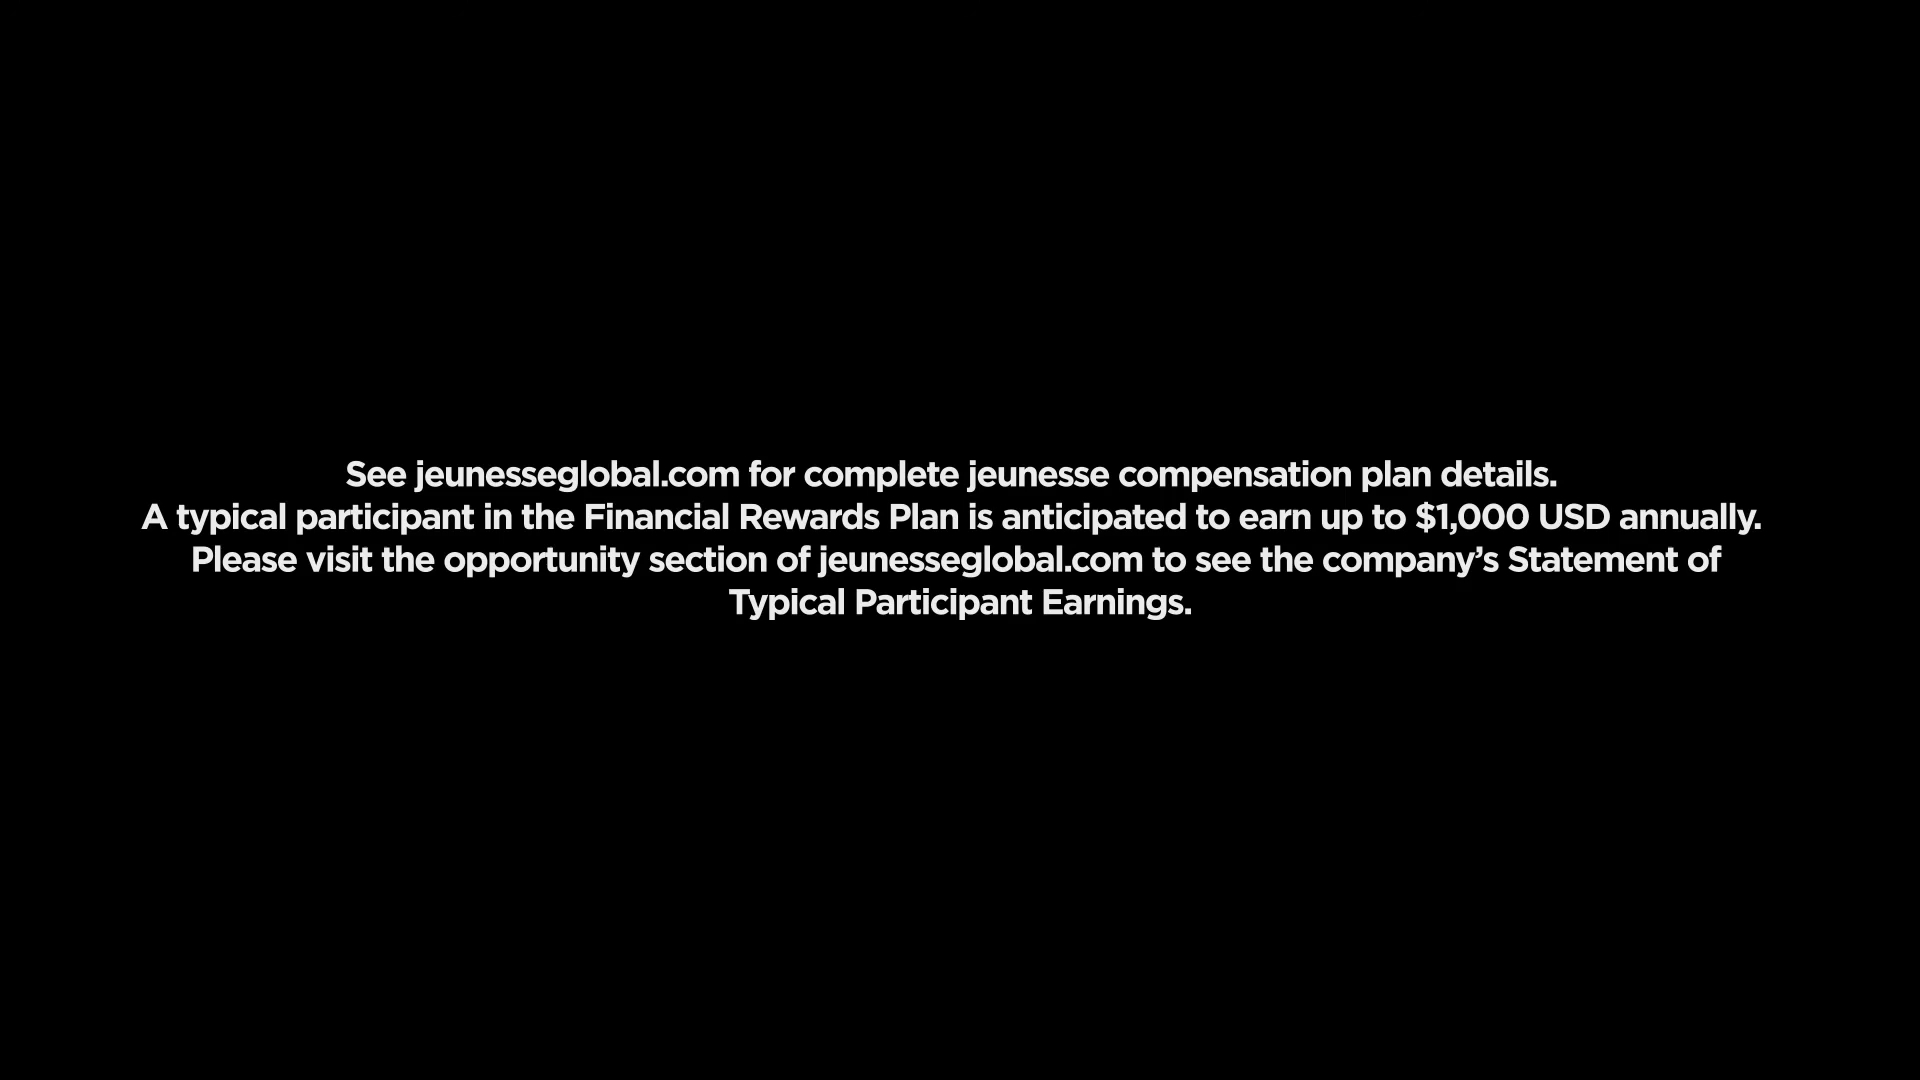 See jeunesseglobal.com for complete jeunesse compensation plan details.
A typical participant in the Financial Rewards Plan is anticipated to earn up to $1,000 USD annually.
Please visit the opportunity section of jeunesseglobal.com to see the company’s Statement of
Typical Participant Earnings.